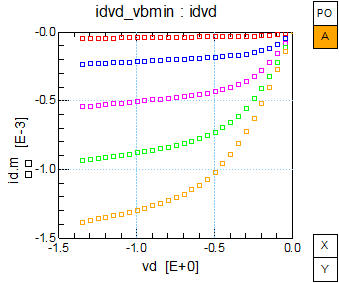 idvd_vbmin : idvd
PO
A
-0.0
-0.5
-1.0
-1.5
id.m [E-3]
-1.5
-1.0
-0.5
0.0
vd [E+0]
X
Y